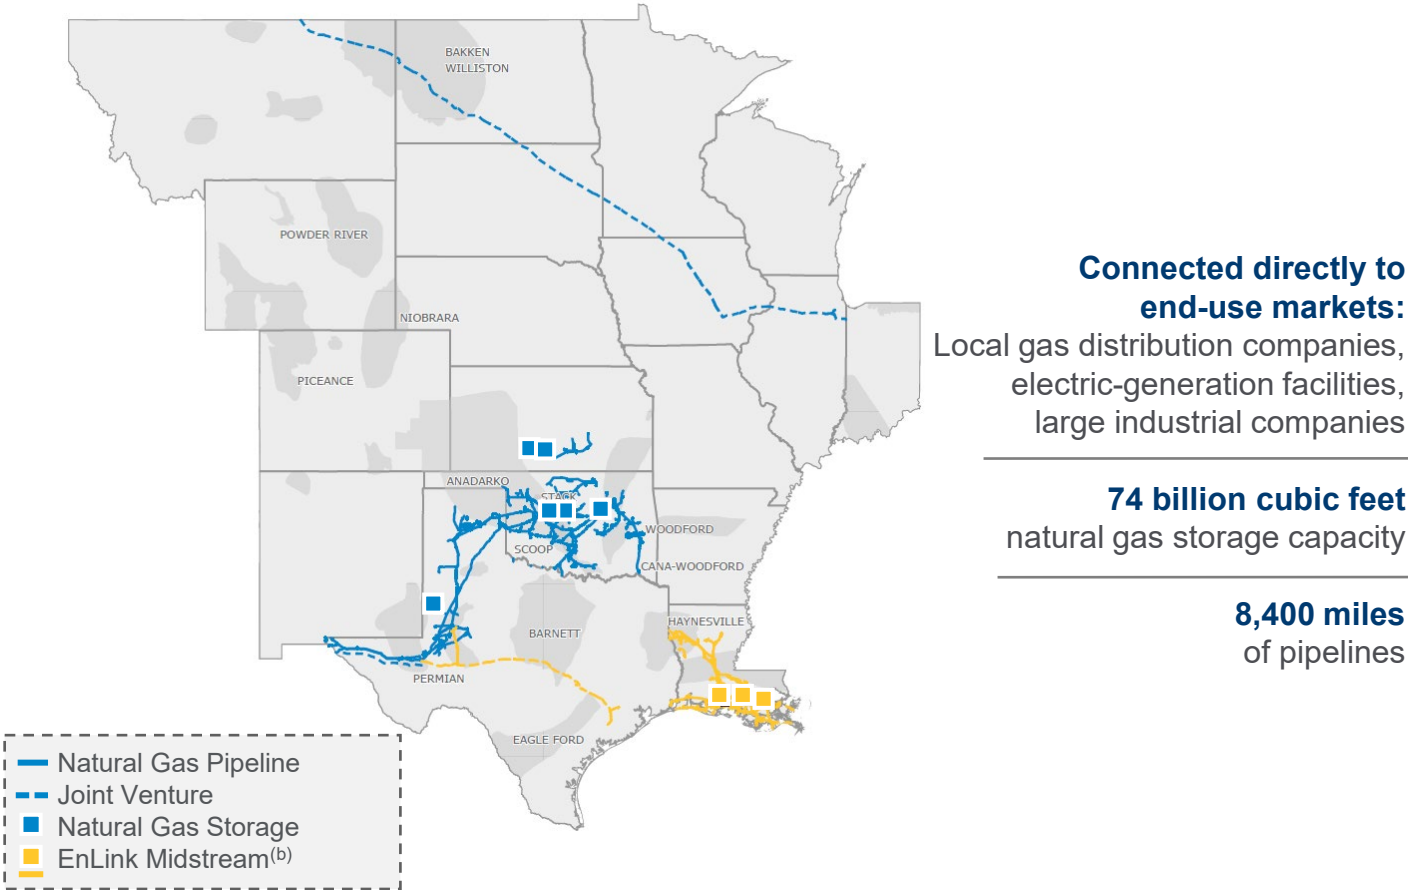 BAKKEN
WILLISTON
POWDER RIVER
NIOBRARA
PICEANCE
ANADARKO
STACK
WOODFORD
SCOOP
CANA-WOODFORD
HAYNESVILLE
BARNETT
PERMIAN
EAGLE FORD
Connected directly to
end-use markets:
Local gas distribution companies,
electric-generation facilities,
large industrial companies
74 billion cubic feet
natural gas storage capacity
8,400 miles
of pipelines
Natural Gas Pipeline
Joint Venture
Natural Gas Storage
EnLink Midstream(b)